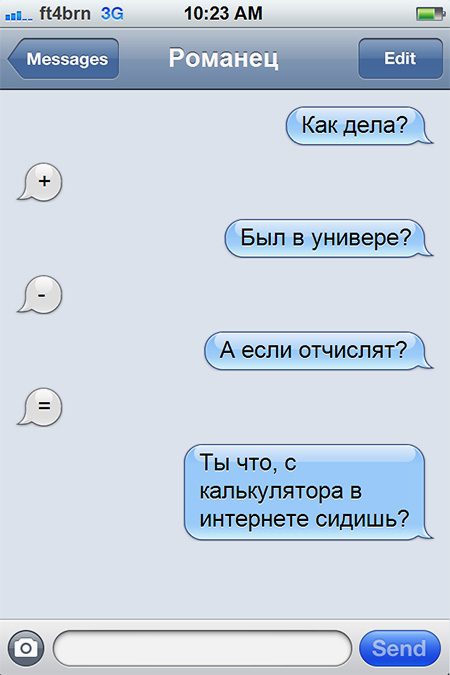 ft4brn 3G 10:23 AM
Messages Романец Edit
Как дела?
+
Был в универе?
-
А если отчислят?
=
Ты что, с
калькулятора в
интернете сидишь?
Send